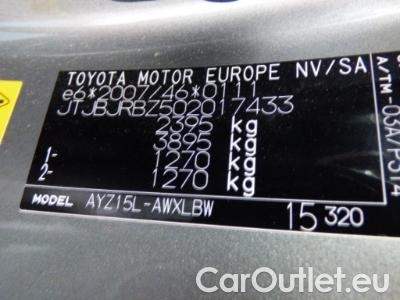 TOYOTA MOTOR EUROPE NV/SA
e6*2007/46*0111
JTJBJRBZ502017433
2395 kg
3895 kg
1- 1270 kg
2- 1270 kg
MODEL AYZ15L-AWXLBW
15 320
CarOutlet.eu